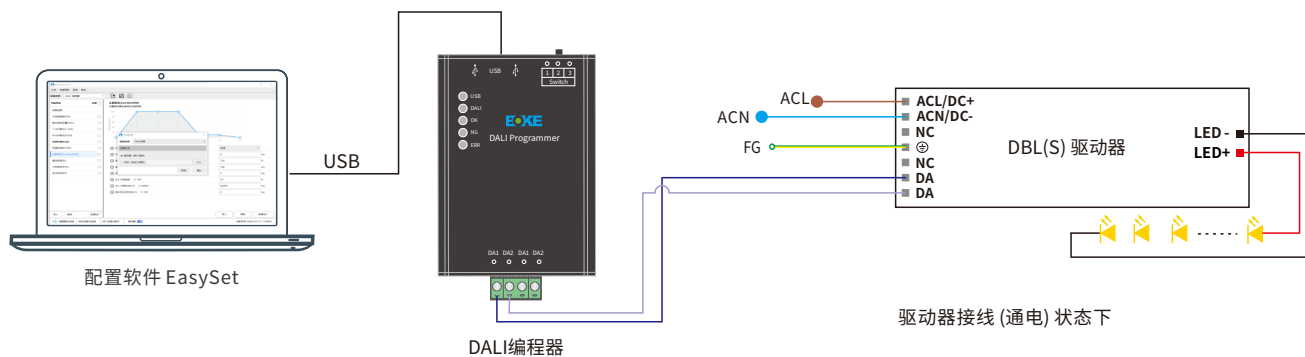 USB
配置软件 EasySet
USB
1 2 3
Switch
USB
DALI
OK
NG
ERR
EOKE
DALI Programmer
DA1 DA2 DA1 DA2
DALI编程器
ACL
ACN
FG
ACL/DC+
ACN/DC-
NC
NC
DA
DA
DBL(S) 驱动器
LED -
LED+
驱动器接线 (通电) 状态下